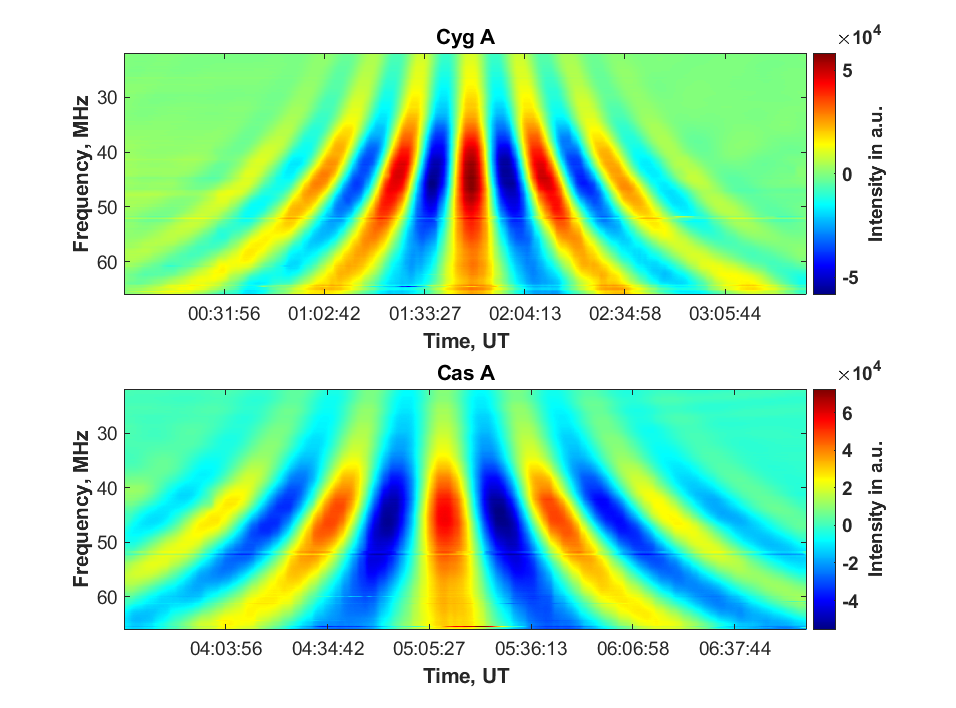 Cyg A
×10^4
30
40
50
60
Frequency, MHz
5
0
-5
Intensity in a.u.
00:31:56 01:02:42 01:33:27 02:04:13 02:34:58 03:05:44
Time, UT
Cas A
×10^4
30
40
50
60
Frequency, MHz
6
4
2
0
-2
-4
Intensity in a.u.
04:03:56 04:34:42 05:05:27 05:36:13 06:06:58 06:37:44
Time, UT